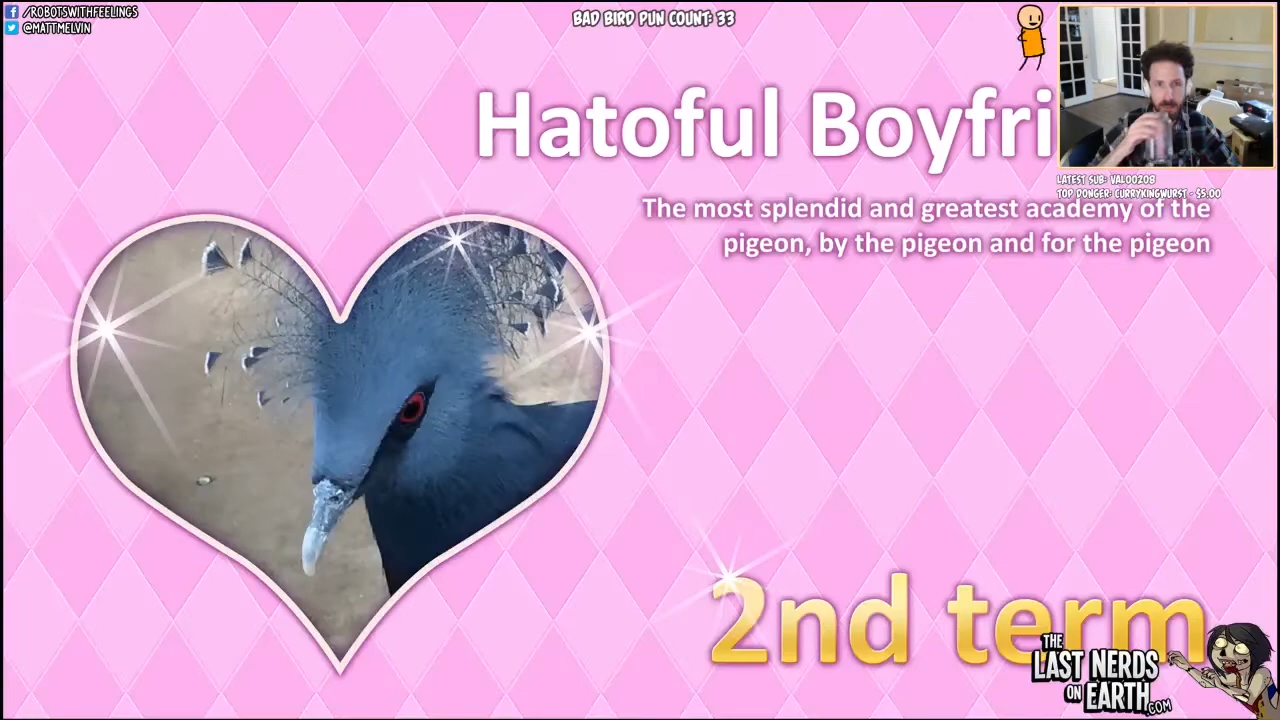 /ROBOTSWITHFEELINGS
@MATTMELVIN
BAD BIRD PUN COUNT: 33
Hatoful Boyfri
LATEST SUB: VALOO208
TOP DONGER: CURRYKINGWURST - $5.00
The most splendid and greatest academy of the
pigeon, by the pigeon and for the pigeon
2nd term
THE
LAST NERDS
ON EARTH
.COM